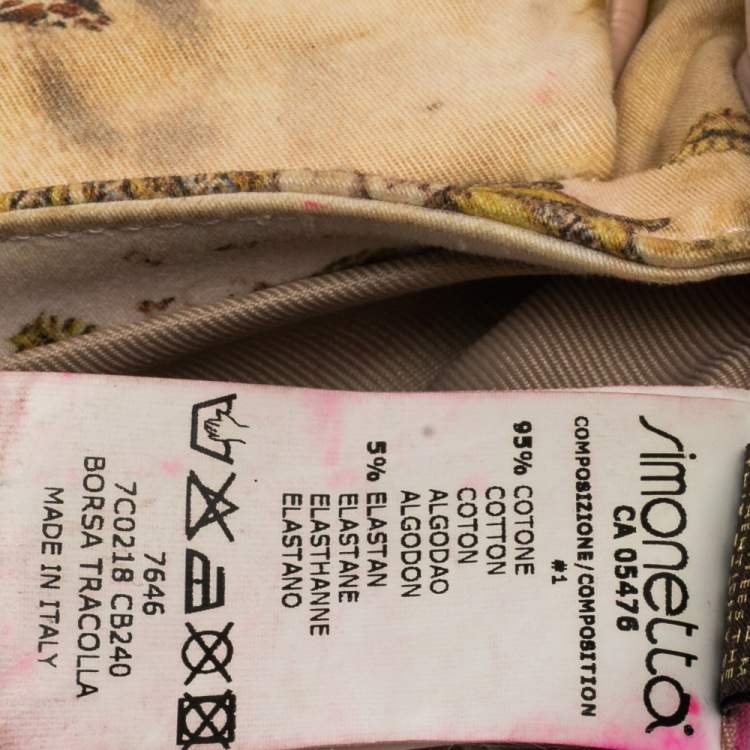 simonetta
CA 05476
COMPOSIZIONE/COMPOSITION
#1
95% COTONE
COTTON
COTON
ALGODAO
ALGODON
5% ELASTAN
ELASTANE
ELASTHANNE
ELASTANO
7646
7C0218 CB240
BORSA TRACOLLA
MADE IN ITALY